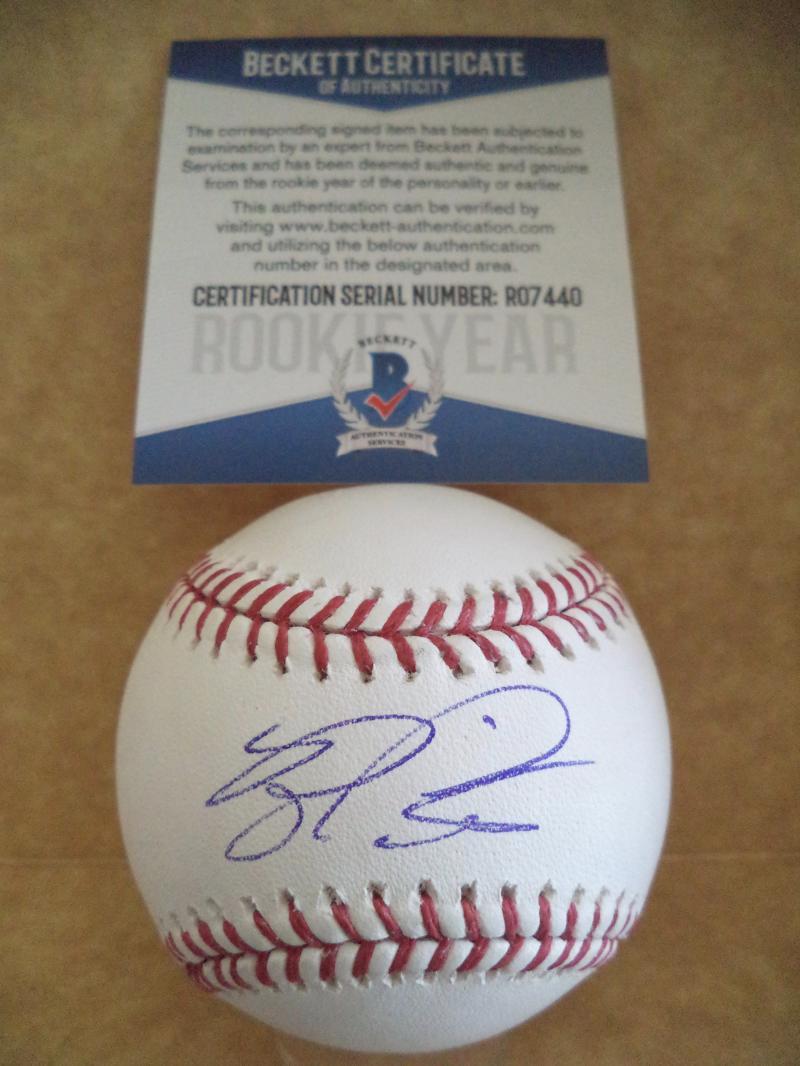 BECKETT CERTIFICATE
OF AUTHENTICITY
The corresponding signed item has been subjected to
examination by an expert from Beckett Authentication
Services and has been deemed authentic and genuine
from the rookie year of the personality or earlier.
This authentication can be verified by
visiting www.beckett-authentication.com
and utilizing the below authentication
number in the designated area.
CERTIFICATION SERIAL NUMBER: R07440
ROOKIE YEAR
BECKETT
B
AUTHENTICATION
SERVICES